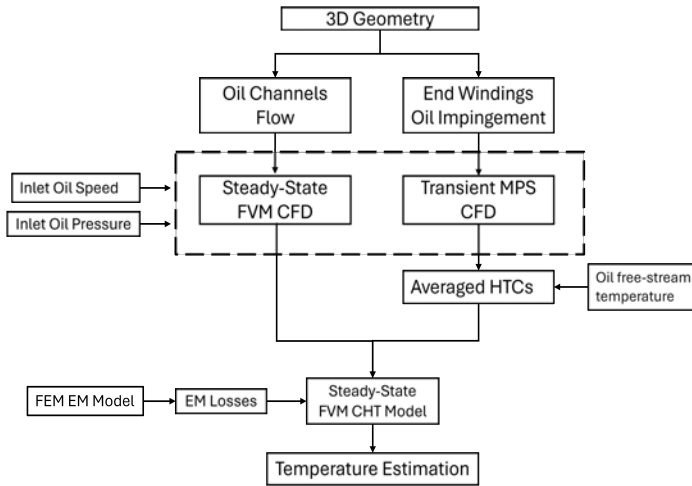 3D Geometry
Oil Channels
Flow
End Windings
Oil Impingement
Inlet Oil Speed
Steady-State
FVM CFD
Transient MPS
CFD
Inlet Oil Pressure
Averaged HTCs
Oil free-stream
temperature
FEM EM Model
EM Losses
Steady-State
FVM CHT Model
Temperature Estimation